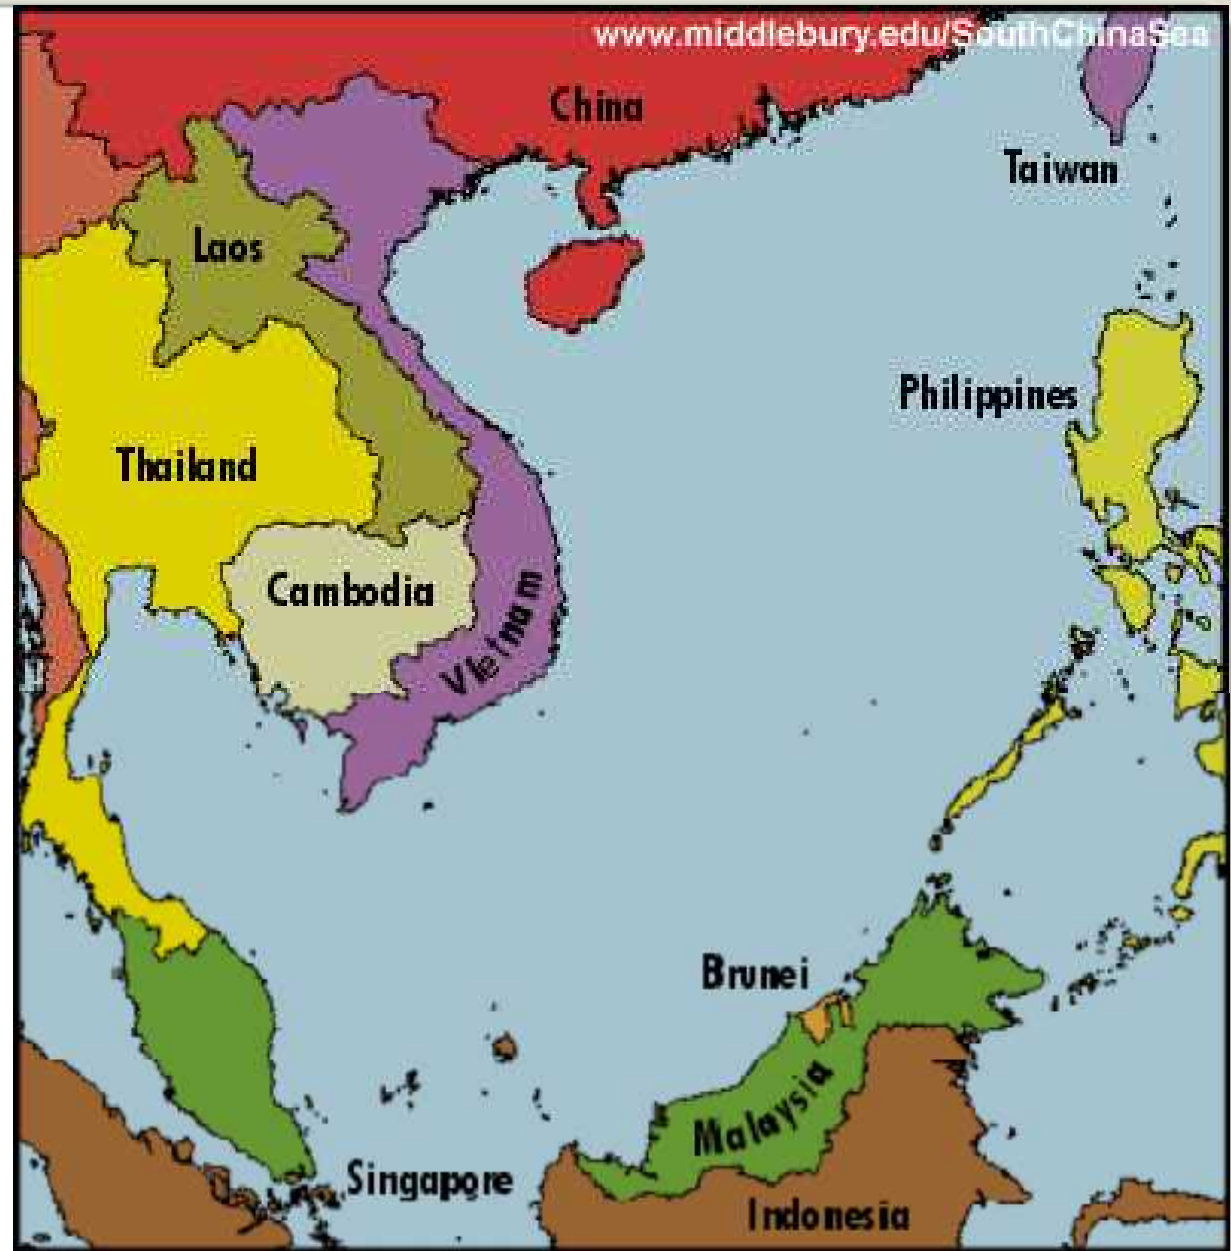 www.middlebury.edu/SouthChinaSea
China
Taiwan
Laos
Philippines
Thailand
Cambodia
Vietnam
Brunei
Malaysia
Singapore
Indonesia